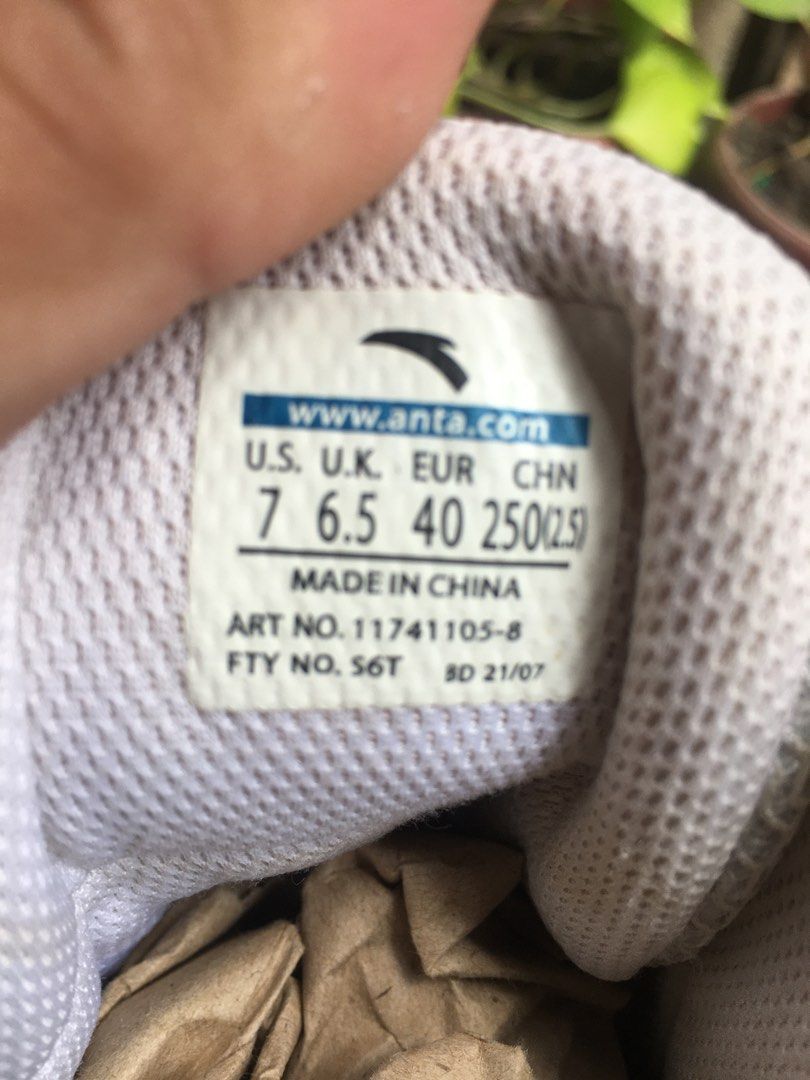 www.anta.com
U.S. U.K. EUR CHN
7 6.5 40 250(2.5)
MADE IN CHINA
ART NO. 11741105-8
FTY NO. S6T BD 21/07